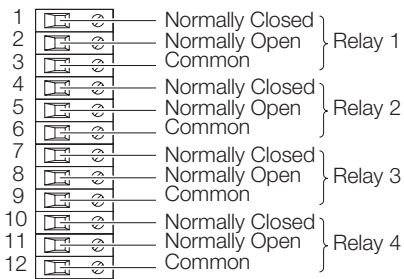 1 Normally Closed
2 Normally Open Relay 1
3 Common
4 Normally Closed
5 Normally Open Relay 2
6 Common
7 Normally Closed
8 Normally Open Relay 3
9 Common
10 Normally Closed
11 Normally Open Relay 4
12 Common